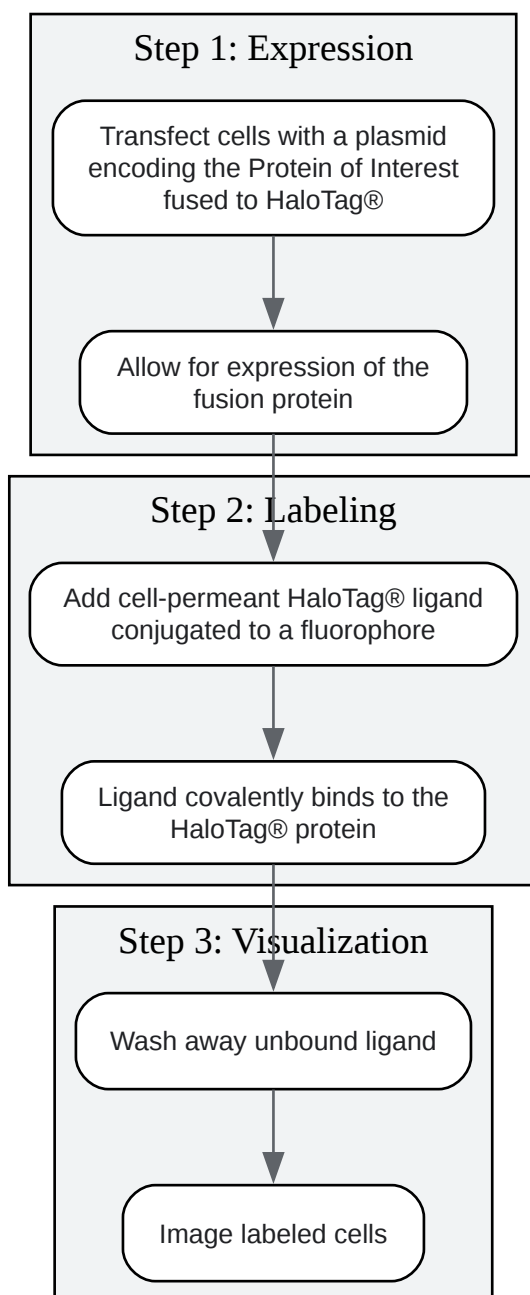 Step 1: Expression
Transfect cells with a plasmid
encoding the Protein of Interest
fused to HaloTag®
Allow for expression of the
fusion protein
Step 2: Labeling
Add cell-permeant HaloTag® ligand
conjugated to a fluorophore
Ligand covalently binds to the
HaloTag® protein
Step 3: Visualization
Wash away unbound ligand
Image labeled cells